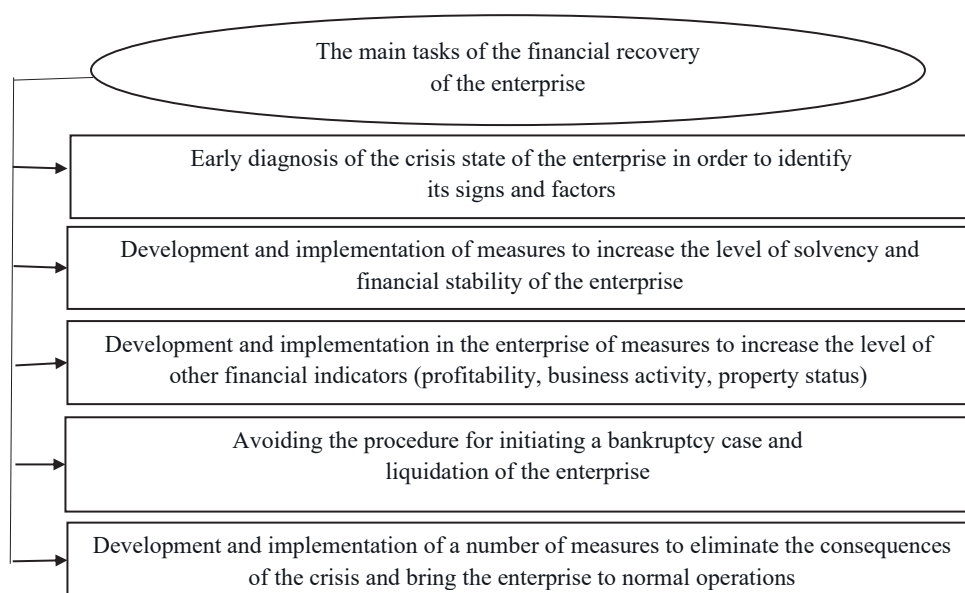 The main tasks of the financial recovery
of the enterprise
Early diagnosis of the crisis state of the enterprise in order to identify
its signs and factors
Development and implementation of measures to increase the level of solvency and
financial stability of the enterprise
Development and implementation in the enterprise of measures to increase the level of
other financial indicators (profitability, business activity, property status)
Avoiding the procedure for initiating a bankruptcy case and
liquidation of the enterprise
Development and implementation of a number of measures to eliminate the consequences
of the crisis and bring the enterprise to normal operations